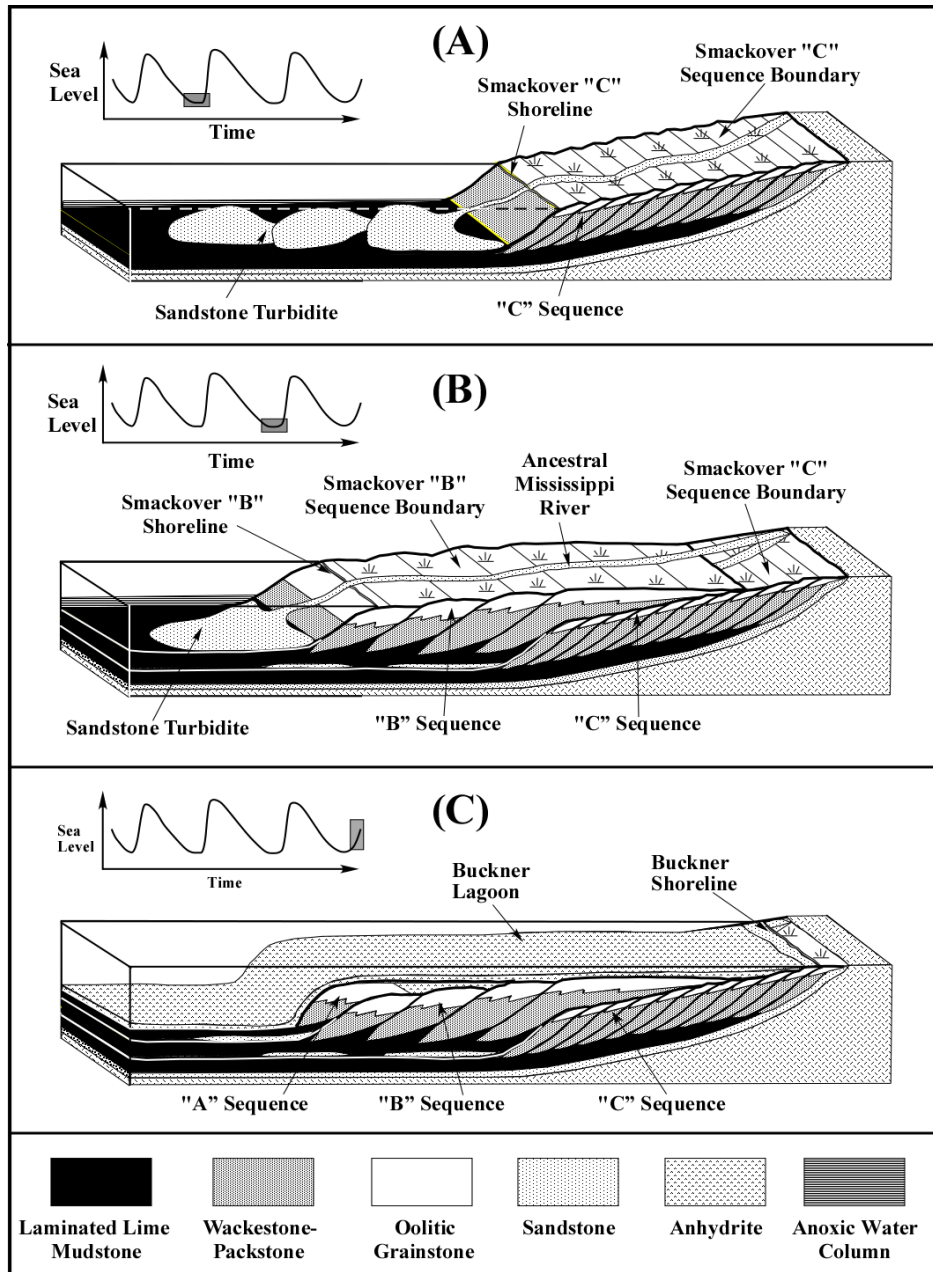 (A)
Sea
Level
Time
Smackover "C"
Shoreline
Smackover "C"
Sequence Boundary
Sandstone Turbidite
"C” Sequence
(B)
Sea
Level
Time
Smackover "B"
Shoreline
Smackover "B"
Sequence Boundary
Ancestral
Mississippi
River
Smackover "C"
Sequence Boundary
Sandstone Turbidite
"B” Sequence
"C” Sequence
(C)
Sea
Level
Time
Buckner
Lagoon
Buckner
Shoreline
"A” Sequence
"B” Sequence
"C” Sequence
Laminated Lime
Mudstone
Wackestone-
Packstone
Oolitic
Grainstone
Sandstone
Anhydrite
Anoxic Water
Column